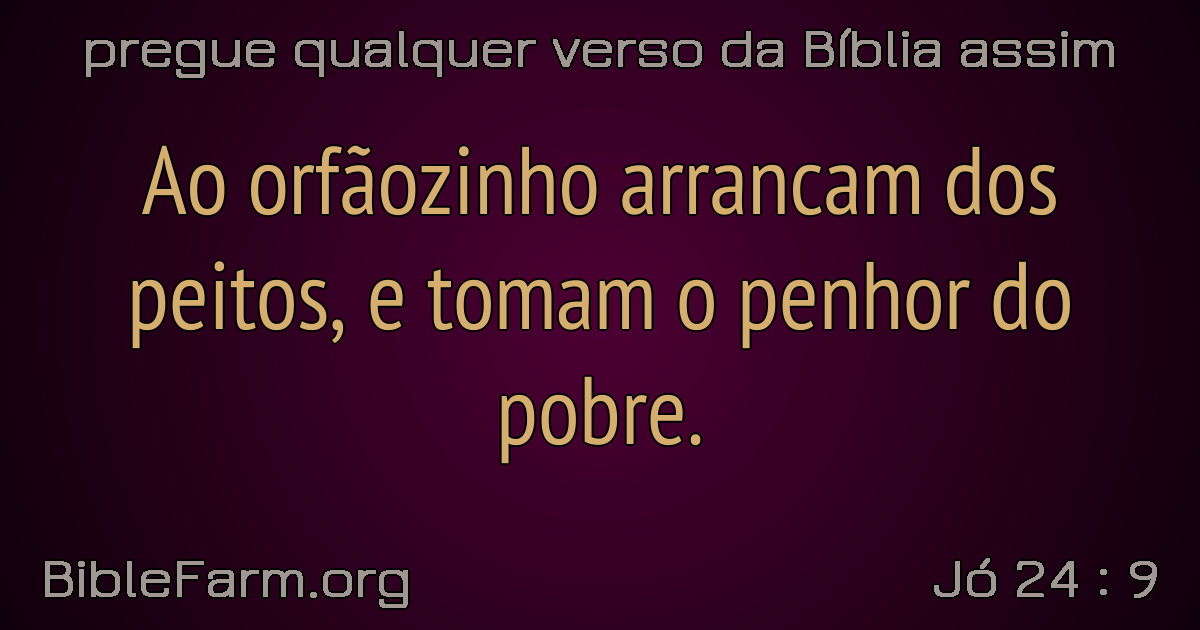 pregue qualquer verso da Bíblia assim
Ao orfãozinho arrancam dos
peitos, e tomam o penhor do
pobre.
BibleFarm.org
Jó 24 : 9